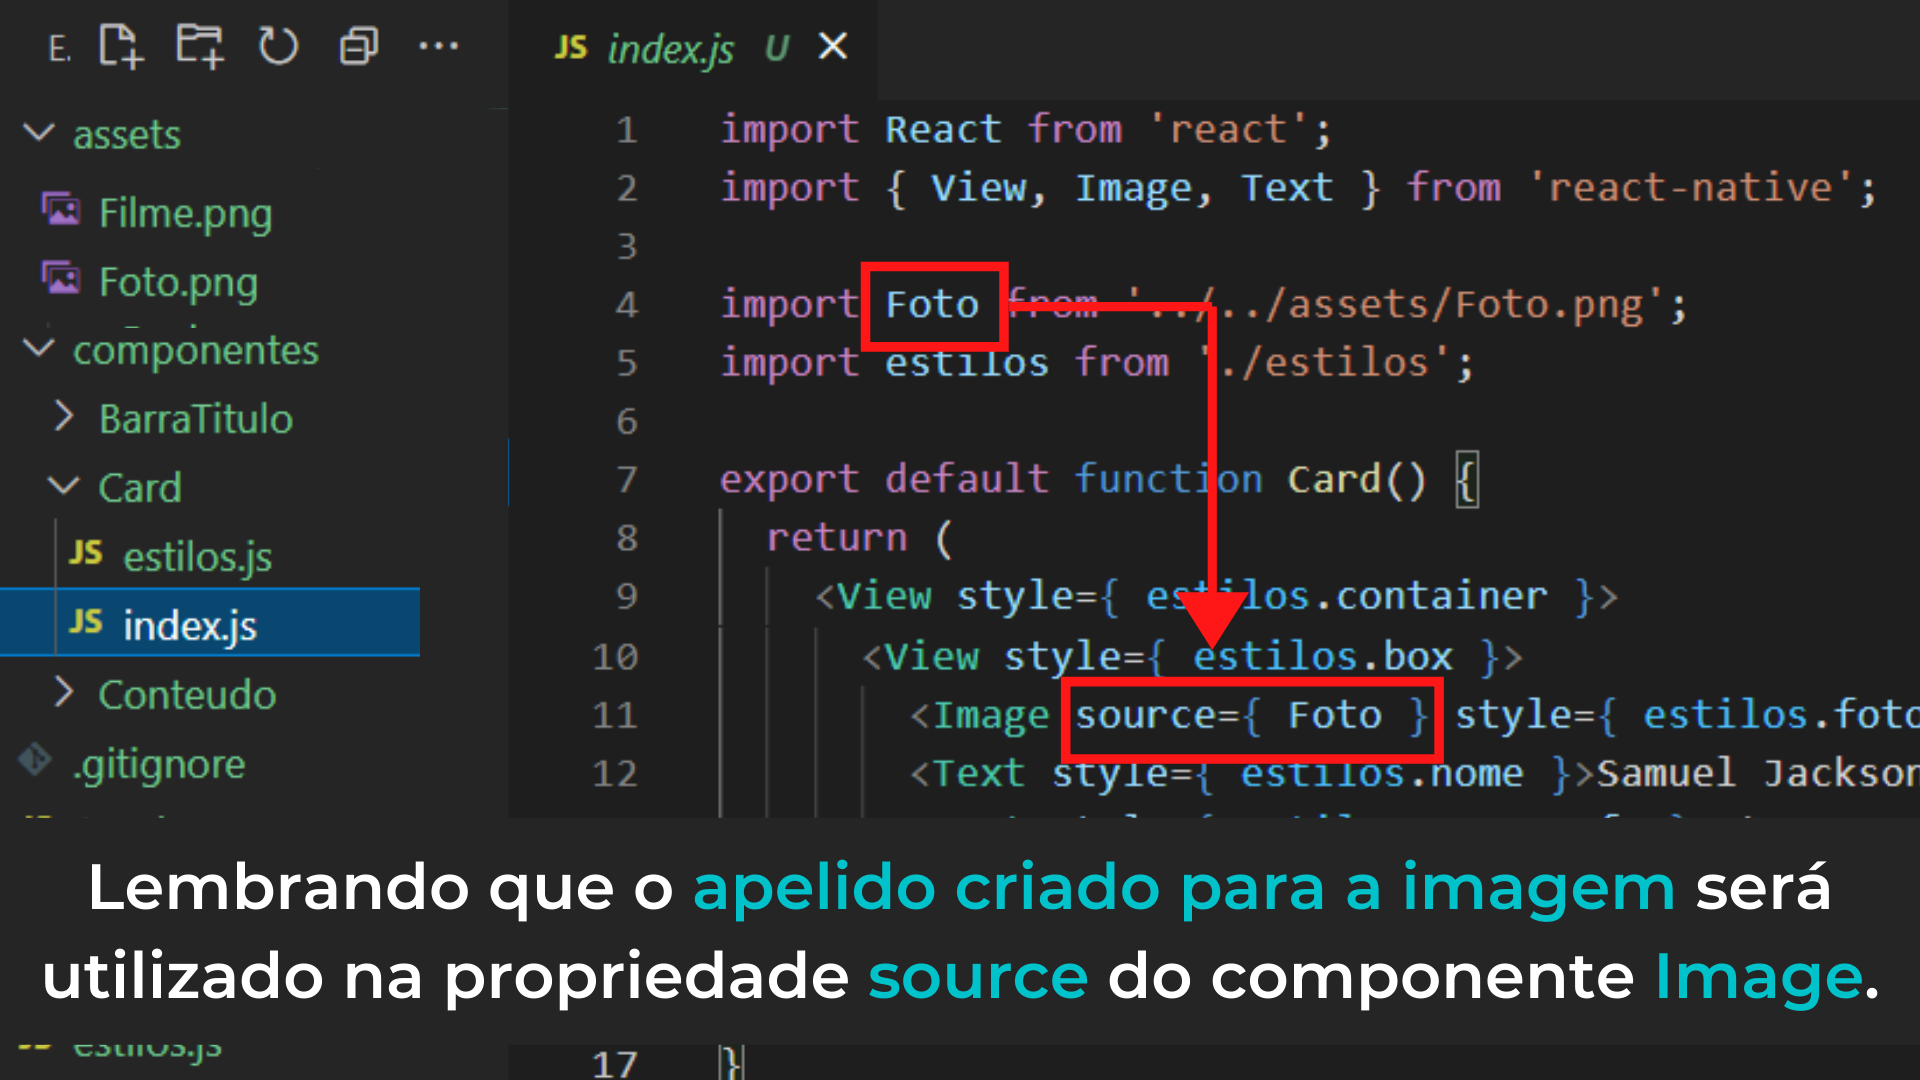 E.
assets
Filme.png
Foto.png
componentes
BarraTitulo
Card
JS estilos.js
JS index.js
Conteudo
.gitignore
estilos.js
JS index.js U
1 import React from 'react';
2 import { View, Image, Text } from 'react-native';
3
4 import Foto from '../../assets/Foto.png';
5 import estilos from './estilos';
6
7 export default function Card() {
8 return (
9 <View style={ estilos.container }>
10 <View style={ estilos.box }>
11 <Image source={ Foto } style={ estilos.foto
12 <Text style={ estilos.nome }>Samuel Jackson
17 }
Lembrando que o apelido criado para a imagem será
utilizado na propriedade source do componente Image.